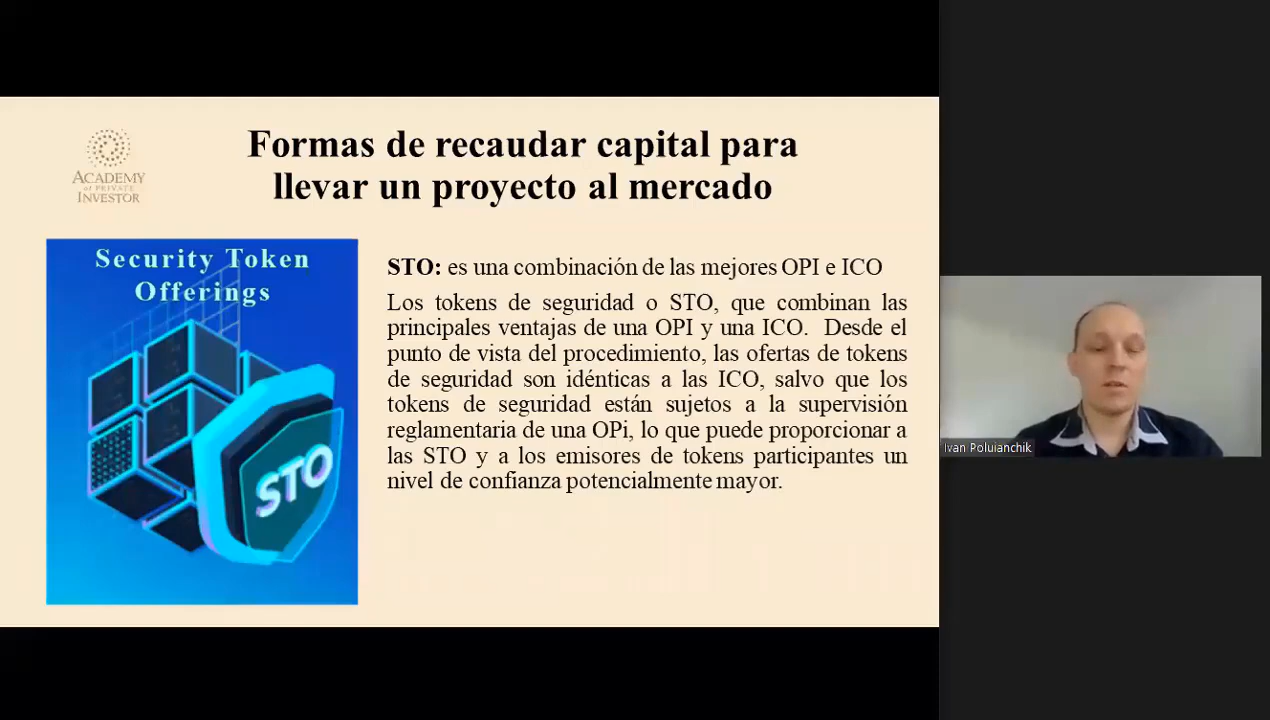 Formas de recaudar capital para
llevar un proyecto al mercado
ACADEMY
of PRIVATE
INVESTOR
Security Token
Offerings
STO
STO: es una combinación de las mejores OPI e ICO
Los tokens de seguridad o STO, que combinan las
principales ventajas de una OPI y una ICO. Desde el
punto de vista del procedimiento, las ofertas de tokens
de seguridad son idénticas a las ICO, salvo que los
tokens de seguridad están sujetos a la supervisión
reglamentaria de una OPi, lo que puede proporcionar a
las STO y a los emisores de tokens participantes un
nivel de confianza potencialmente mayor.
Ivan Poluianchik